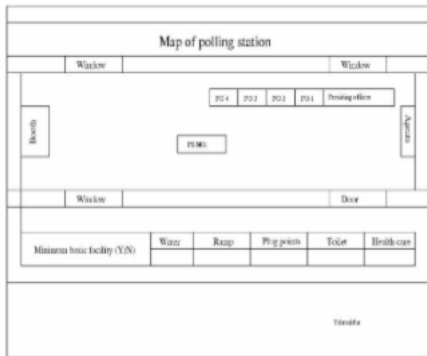 Map of polling station
Window Window
PO 4 PO 3 PO 2 PO 1 Presiding officer
Booth
Agents
Window Door
Minimum basic facility (Y/N) Water Ramp Plug points Toilet Health care